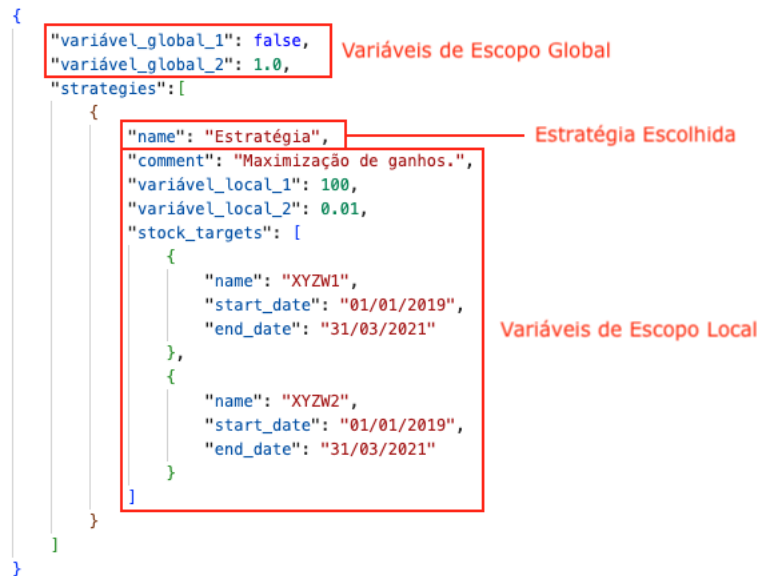 {
"variável_global_1": false,
"variável_global_2": 1.0,
Variáveis de Escopo Global
"strategies":[
{
"name": "Estratégia",
Estratégia Escolhida
"comment": "Maximização de ganhos.",
"variável_local_1": 100,
"variável_local_2": 0.01,
"stock_targets": [
{
"name": "XYZW1",
"start_date": "01/01/2019",
"end_date": "31/03/2021"
Variáveis de Escopo Local
},
{
"name": "XYZW2",
"start_date": "01/01/2019",
"end_date": "31/03/2021"
}
]
}
]
}